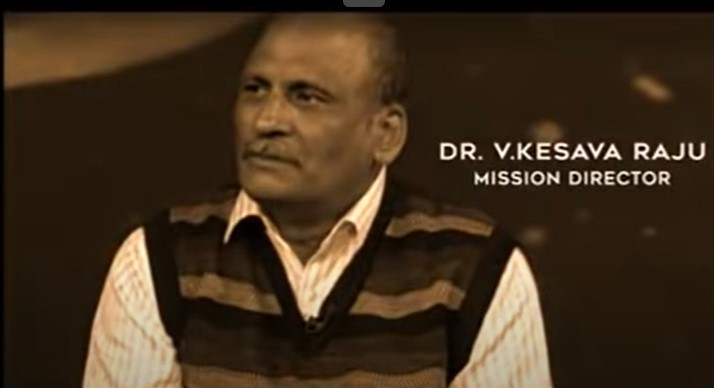 DR. V.KESAVA RAJU
MISSION DIRECTOR